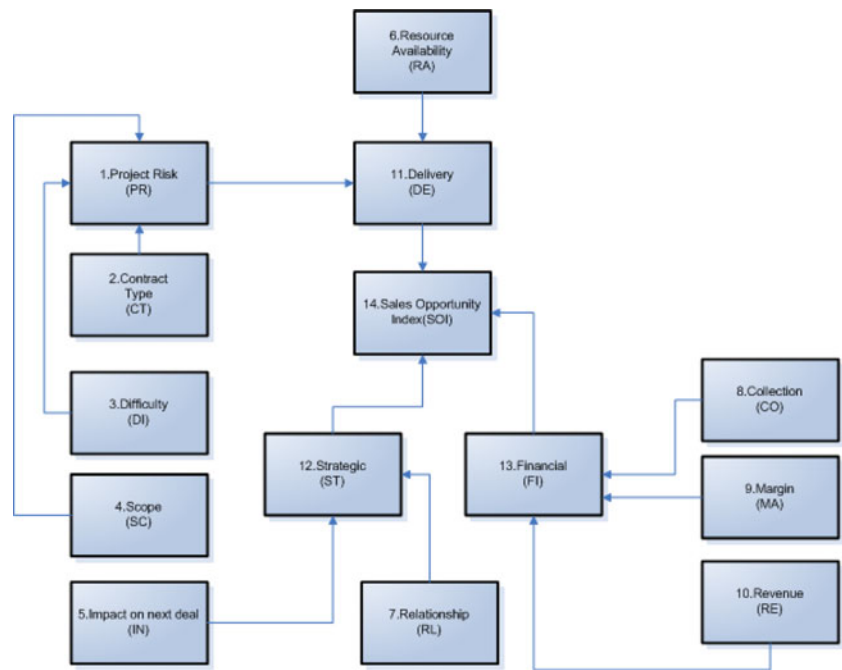 6.Resource
Availability
(RA)
1.Project Risk
(PR)
11.Delivery
(DE)
2.Contract
Type
(CT)
14.Sales Opportunity
Index(SOI)
3.Difficulty
(DI)
8.Collection
(CO)
12.Strategic
(ST)
13.Financial
(FI)
4.Scope
(SC)
9.Margin
(MA)
5.Impact on next deal
(IN)
7.Relationship
(RL)
10.Revenue
(RE)